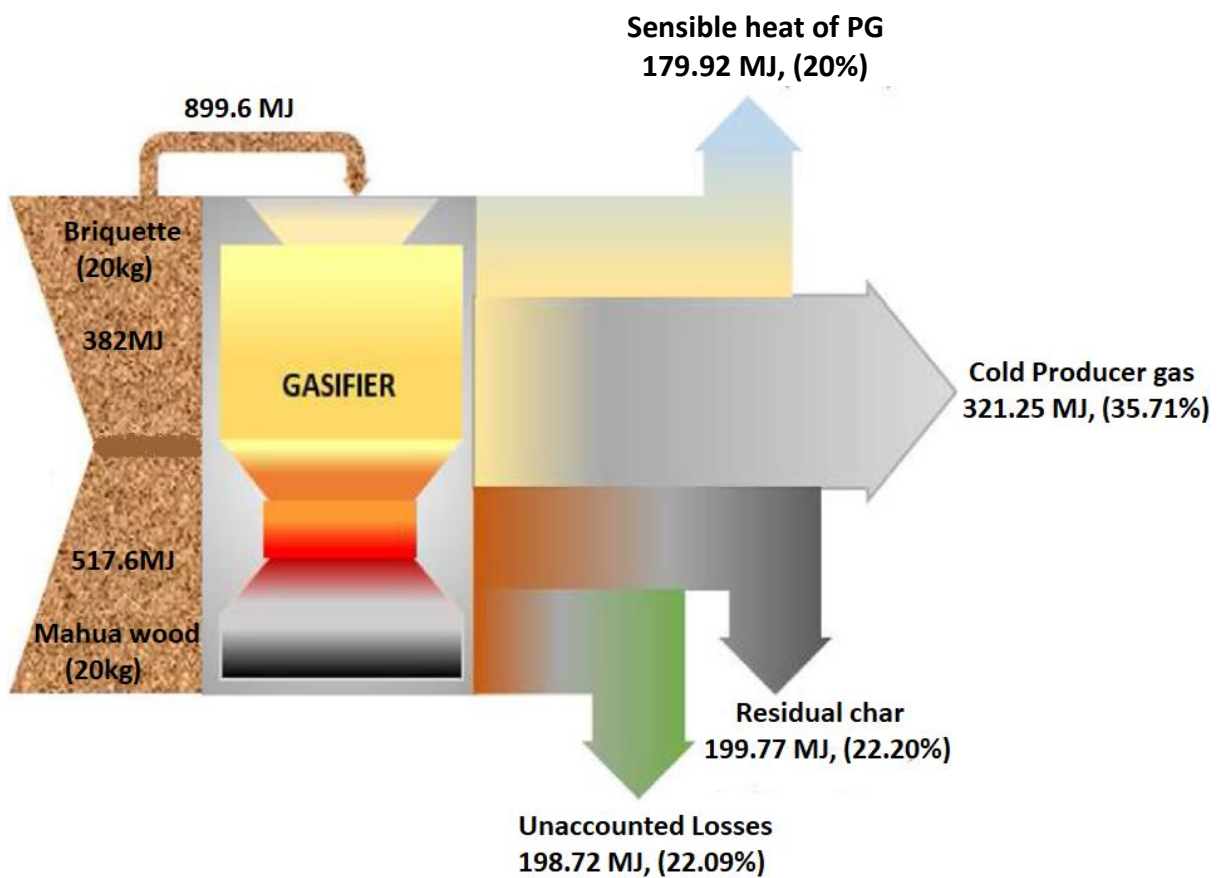 Sensible heat of PG
179.92 MJ, (20%)
899.6 MJ
Briquette
(20kg)
382MJ
GASIFIER
Cold Producer gas
321.25 MJ, (35.71%)
517.6MJ
Mahua wood
(20kg)
Residual char
199.77 MJ, (22.20%)
Unaccounted Losses
198.72 MJ, (22.09%)